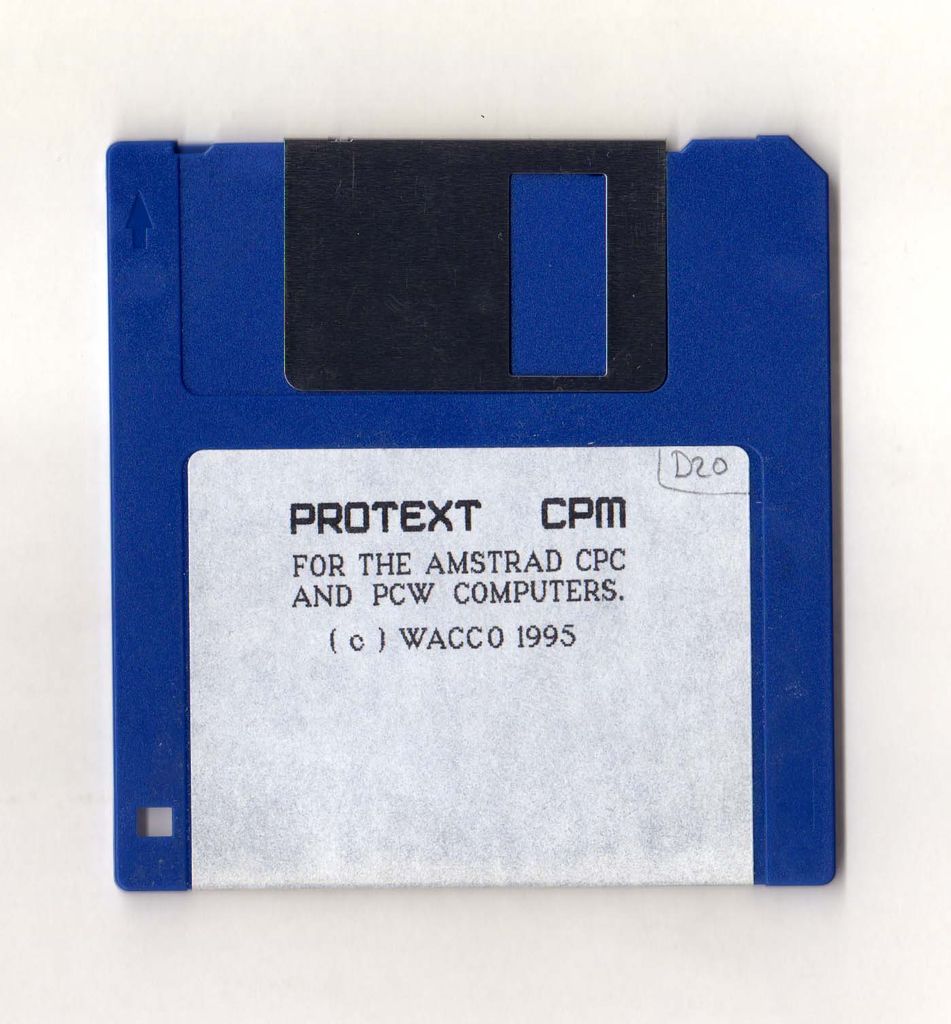 D20
PROTEXT CPM
FOR THE AMSTRAD CPC
AND PCW COMPUTERS.
(c) WACCO 1995